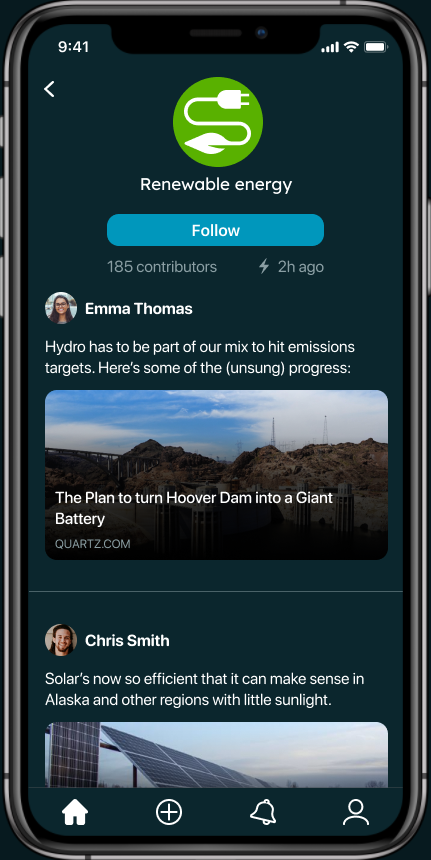 9:41
Renewable energy
Follow
185 contributors 2h ago
Emma Thomas
Hydro has to be part of our mix to hit emissions
targets. Here’s some of the (unsung) progress:
The Plan to turn Hoover Dam into a Giant
Battery
QUARTZ.COM
Chris Smith
Solar’s now so efficient that it can make sense in
Alaska and other regions with little sunlight.